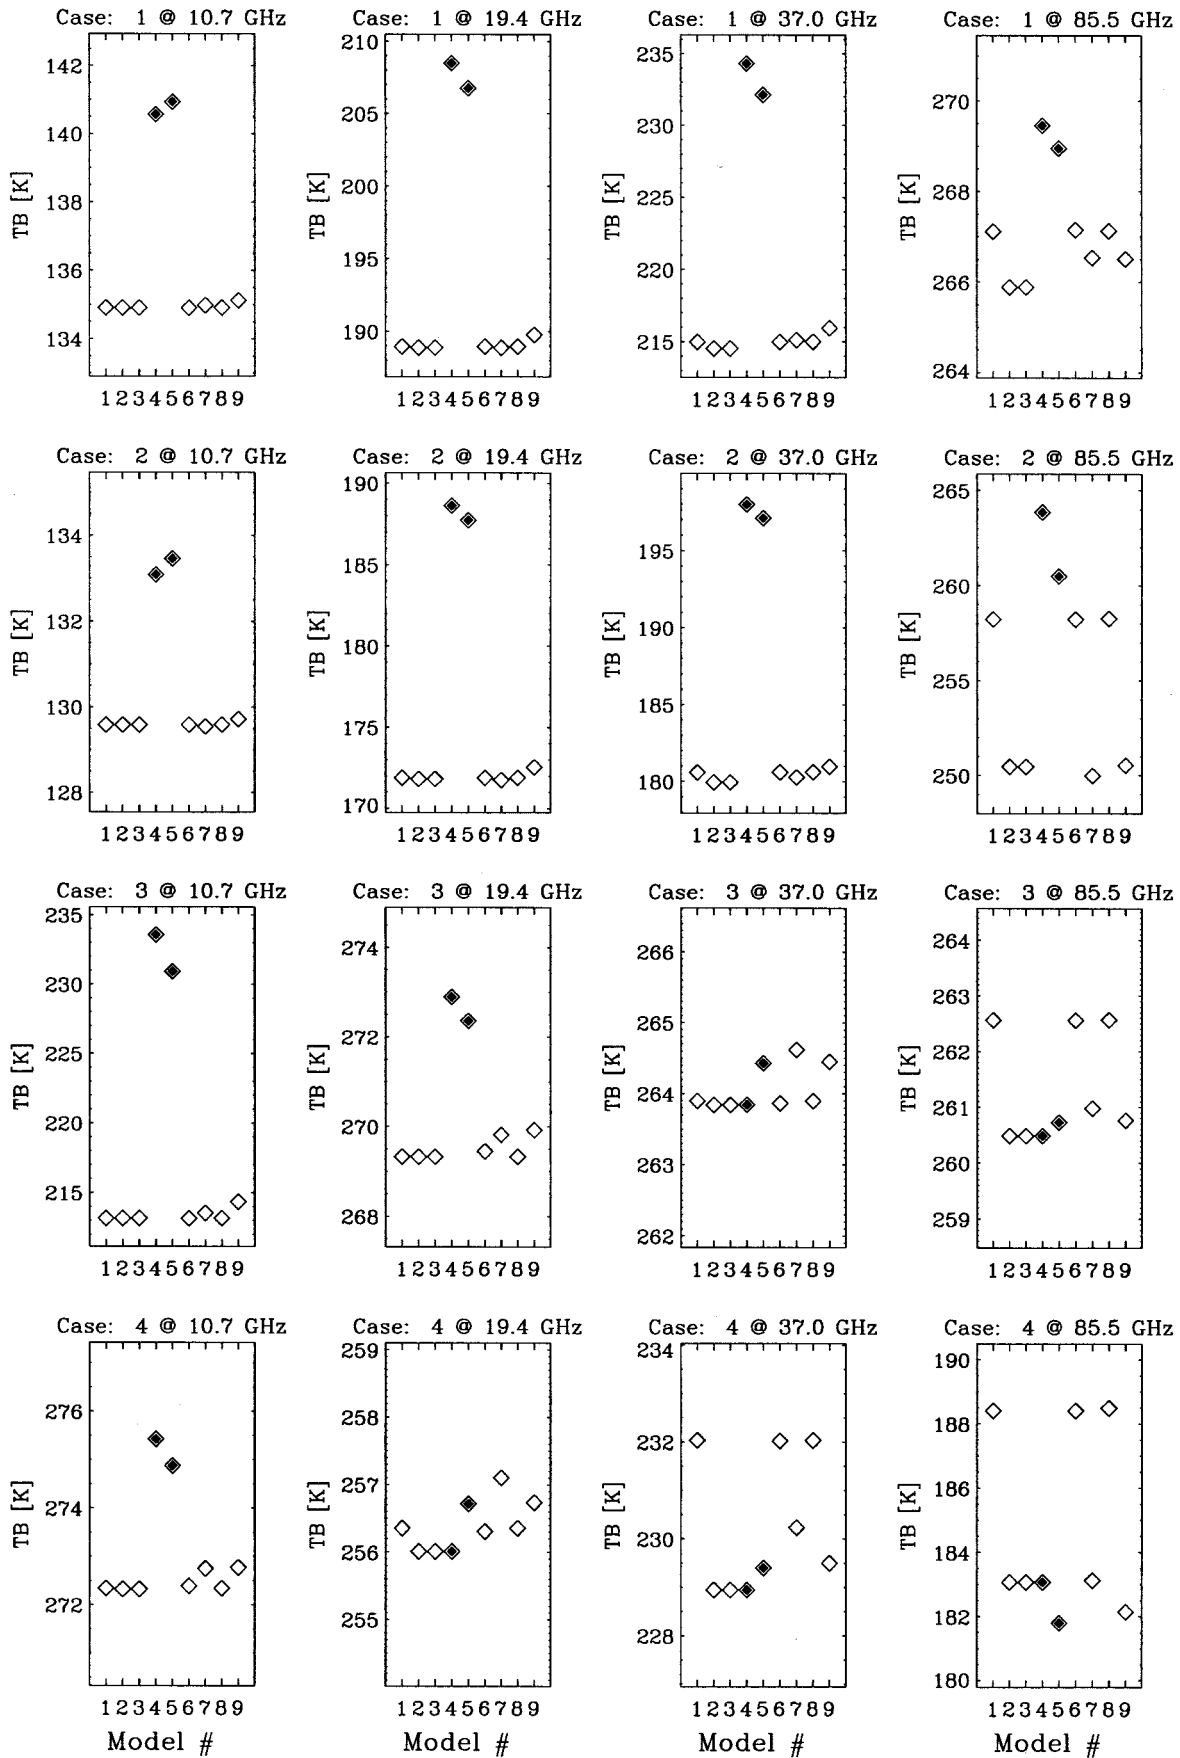 Case: 1 @ 10.7 GHz Case: 1 @ 19.4 GHz Case: 1 @ 37.0 GHz Case: 1 @ 85.5 GHz
TB [K] TB [K] TB [K] TB [K]
142 210 235 270
140 205 230 268
138 200 225 266
136 195 220 264
134 190 215
123456789 123456789 123456789 123456789
Case: 2 @ 10.7 GHz Case: 2 @ 19.4 GHz Case: 2 @ 37.0 GHz Case: 2 @ 85.5 GHz
TB [K] TB [K] TB [K] TB [K]
134 190 195 265
132 185 190 260
130 180 185 255
128 175 180 250
170
123456789 123456789 123456789 123456789
Case: 3 @ 10.7 GHz Case: 3 @ 19.4 GHz Case: 3 @ 37.0 GHz Case: 3 @ 85.5 GHz
TB [K] TB [K] TB [K] TB [K]
235 274 266 264
230 272 265 263
225 270 264 262
220 268 263 261
215 262 260
259
123456789 123456789 123456789 123456789
Case: 4 @ 10.7 GHz Case: 4 @ 19.4 GHz Case: 4 @ 37.0 GHz Case: 4 @ 85.5 GHz
TB [K] TB [K] TB [K] TB [K]
276 259 234 190
274 258 232 188
272 257 230 186
256 228 184
255 182
180
123456789 123456789 123456789 123456789
Model # Model # Model # Model #